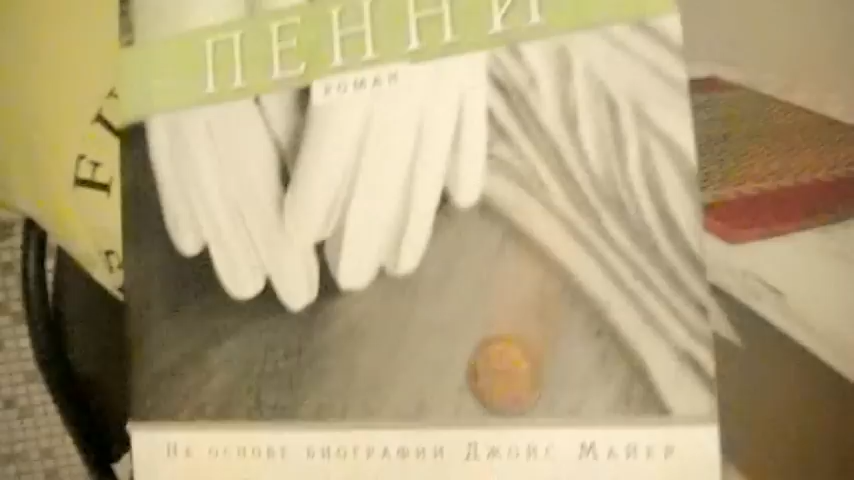 ПЕННИ
РОМАН
На основе биографии Джойс Майер